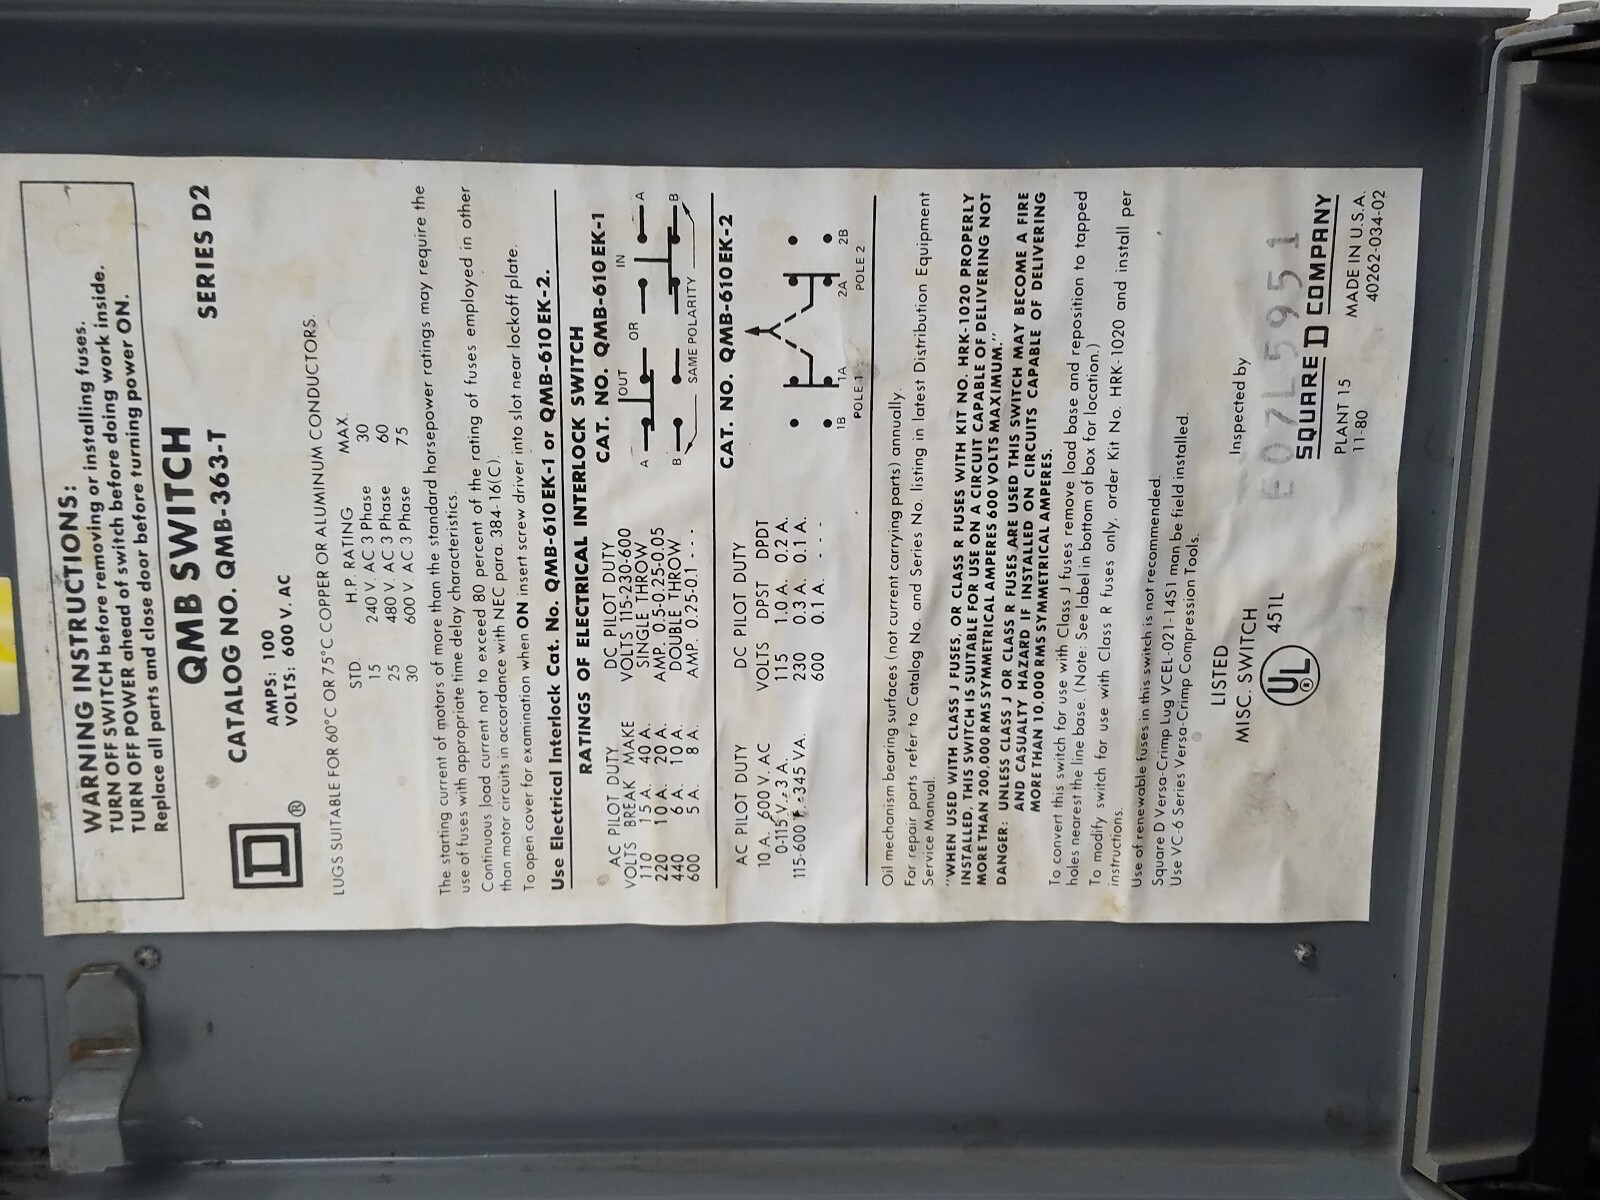 WARNING INSTRUCTIONS:
TURN OFF SWITCH before removing or installing fuses.
TURN OFF POWER ahead of switch before doing work inside.
Replace all parts and close door before turning power ON.
QMB SWITCH
CATALOG NO. QMB-363-T SERIES D2
AMPS: 100
VOLTS: 600 V. AC
D
®
LUGS SUITABLE FOR 60°C OR 75°C COPPER OR ALUMINUM CONDUCTORS.
STD. H.P. RATING MAX.
15 240 V. AC 3 Phase 30
25 480 V. AC 3 Phase 60
30 600 V. AC 3 Phase 75
The starting current of motors of more than the standard horsepower ratings may require the
use of fuses with appropriate time delay characteristics.
Continuous load current not to exceed 80 percent of the rating of fuses employed in other
than motor circuits in accordance with NEC para. 384-16(C).
To open cover for examination when ON insert screw driver into slot near lockoff plate.
Use Electrical Interlock Cat. No. QMB-610 EK-1 or QMB-610 EK-2.
RATINGS OF ELECTRICAL INTERLOCK SWITCH
CAT. NO. QMB-610 EK-1
AC PILOT DUTY DC PILOT DUTY
VOLTS BREAK MAKE VOLTS 115-230-600
110 15 A. 40 A. SINGLE THROW
220 10 A. 20 A. AMP. 0.5-0.25-0.05
440 6 A. 10 A. DOUBLE THROW
600 5 A. 8 A. AMP. 0.25-0.1 - - -
OUT OR IN
A A
B B
SAME POLARITY
CAT. NO. QMB-610 EK-2
AC PILOT DUTY DC PILOT DUTY
10 A. 600 V. AC VOLTS DPST DPDT
0-115 V.-3 A. 115 1.0 A. 0.2 A.
115-600 V.-345 VA. 230 0.3 A. 0.1 A.
600 0.1 A. - - - -
1B 1A 2A 2B
POLE 1 POLE 2
Oil mechanism bearing surfaces (not current carrying parts) annually.
For repair parts refer to Catalog No. and Series No. listing in latest Distribution Equipment
Service Manual.
"WHEN USED WITH CLASS J FUSES, OR CLASS R FUSES WITH KIT NO. HRK-1020 PROPERLY
INSTALLED, THIS SWITCH IS SUITABLE FOR USE ON A CIRCUIT CAPABLE OF DELIVERING NOT
MORE THAN 200,000 RMS SYMMETRICAL AMPERES 600 VOLTS MAXIMUM."
DANGER: UNLESS CLASS J OR CLASS R FUSES ARE USED THIS SWITCH MAY BECOME A FIRE
AND CASUALTY HAZARD IF INSTALLED ON CIRCUITS CAPABLE OF DELIVERING
MORE THAN 10,000 RMS SYMMETRICAL AMPERES.
To convert this switch for use with Class J fuses remove load base and reposition to tapped
holes nearest the line base. (Note: See label in bottom of box for location.)
To modify switch for use with Class R fuses only, order Kit No. HRK-1020 and install per
instructions.
Use of renewable fuses in this switch is not recommended.
Square D Versa-Crimp Lug VCEL-021-14S1 can be field installed.
Use VC-6 Series Versa-Crimp Compression Tools.
LISTED
MISC. SWITCH
UL ® 451L
Inspected by
E07L5951
SQUARE D COMPANY
PLANT 15 MADE IN U.S.A.
11-80 40262-034-02